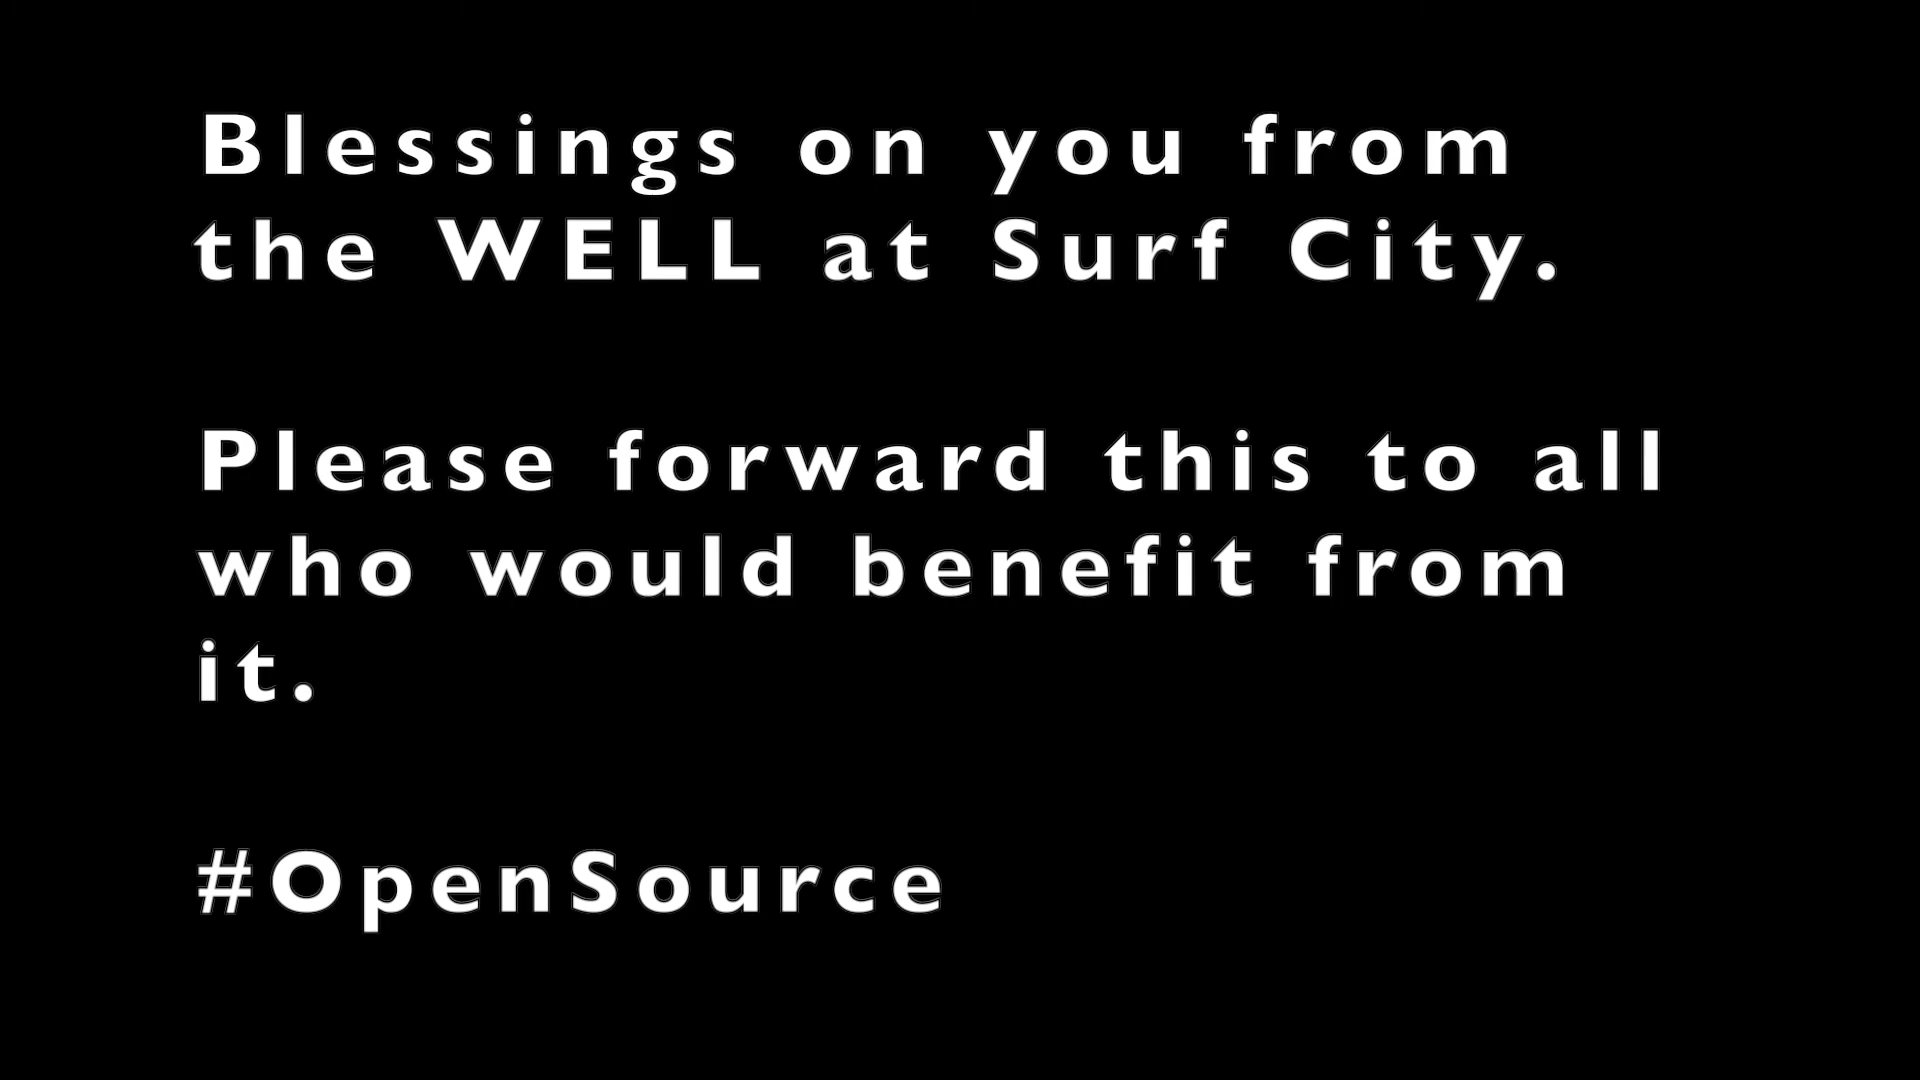 Blessings on you from
the WELL at Surf City.
Please forward this to all
who would benefit from
it.
#OpenSource